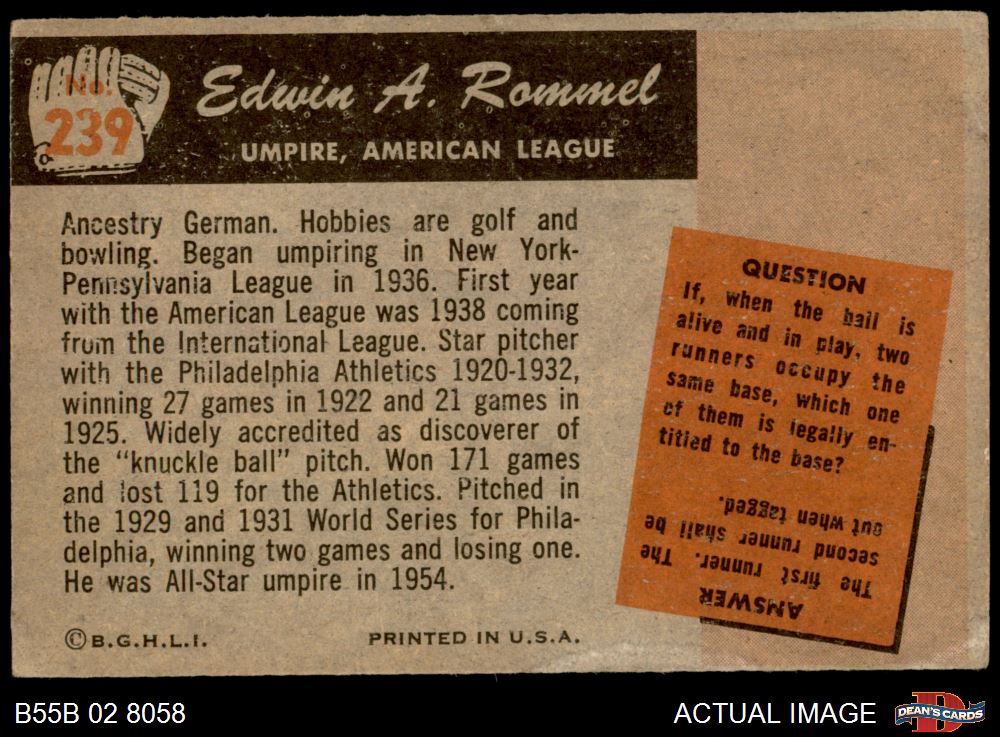 No.
239
Edwin A. Rommel
UMPIRE, AMERICAN LEAGUE
Ancestry German. Hobbies are golf and
bowling. Began umpiring in New York-
Pennsylvania League in 1936. First year
with the American League was 1938 coming
from the International League. Star pitcher
with the Philadelphia Athletics 1920-1932,
winning 27 games in 1922 and 21 games in
1925. Widely accredited as discoverer of
the "knuckle ball" pitch. Won 171 games
and lost 119 for the Athletics. Pitched in
the 1929 and 1931 World Series for Phila-
delphia, winning two games and losing one.
He was All-Star umpire in 1954.
©B.G.H.L.I.
PRINTED IN U.S.A.
QUESTION
If, when the ball is
alive and in play, two
runners occupy the
same base, which one
of them is legally en-
titled to the base?
ANSWER
The first runner. The
second runner shall be
out when tagged.
B55B 02 8058
ACTUAL IMAGE
D
DEAN'S CARDS